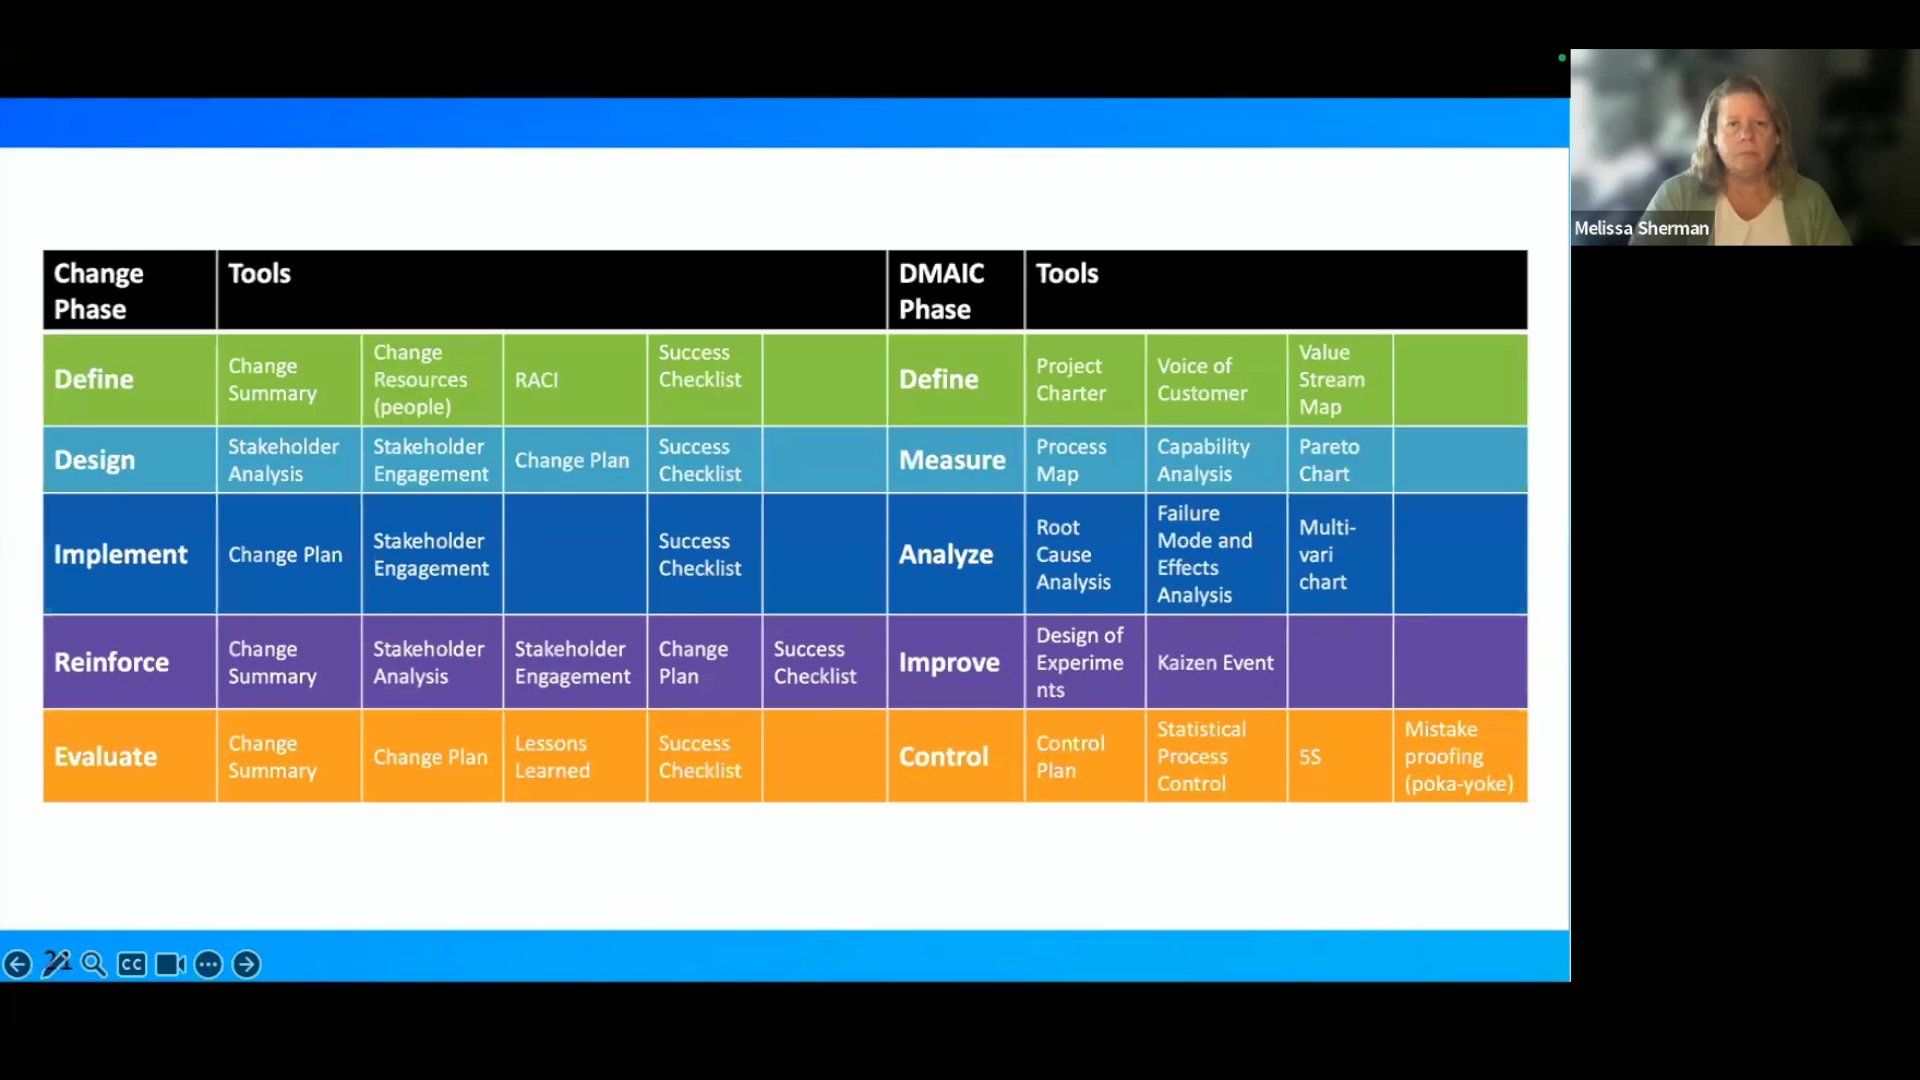 Melissa Sherman
Change
Phase
Tools
DMAIC
Phase
Tools
Define
Change
Summary
Change
Resources
(people)
RACI
Success
Checklist
Define
Project
Charter
Voice of
Customer
Value
Stream
Map
Design
Stakeholder
Analysis
Stakeholder
Engagement
Change Plan
Success
Checklist
Measure
Process
Map
Capability
Analysis
Pareto
Chart
Implement
Change Plan
Stakeholder
Engagement
Success
Checklist
Analyze
Root
Cause
Analysis
Failure
Mode and
Effects
Analysis
Multi-
vari
chart
Reinforce
Change
Summary
Stakeholder
Analysis
Stakeholder
Engagement
Change
Plan
Success
Checklist
Improve
Design of
Experime
nts
Kaizen Event
Evaluate
Change
Summary
Change Plan
Lessons
Learned
Success
Checklist
Control
Control
Plan
Statistical
Process
Control
5S
Mistake
proofing
(poka-yoke)
21
CC